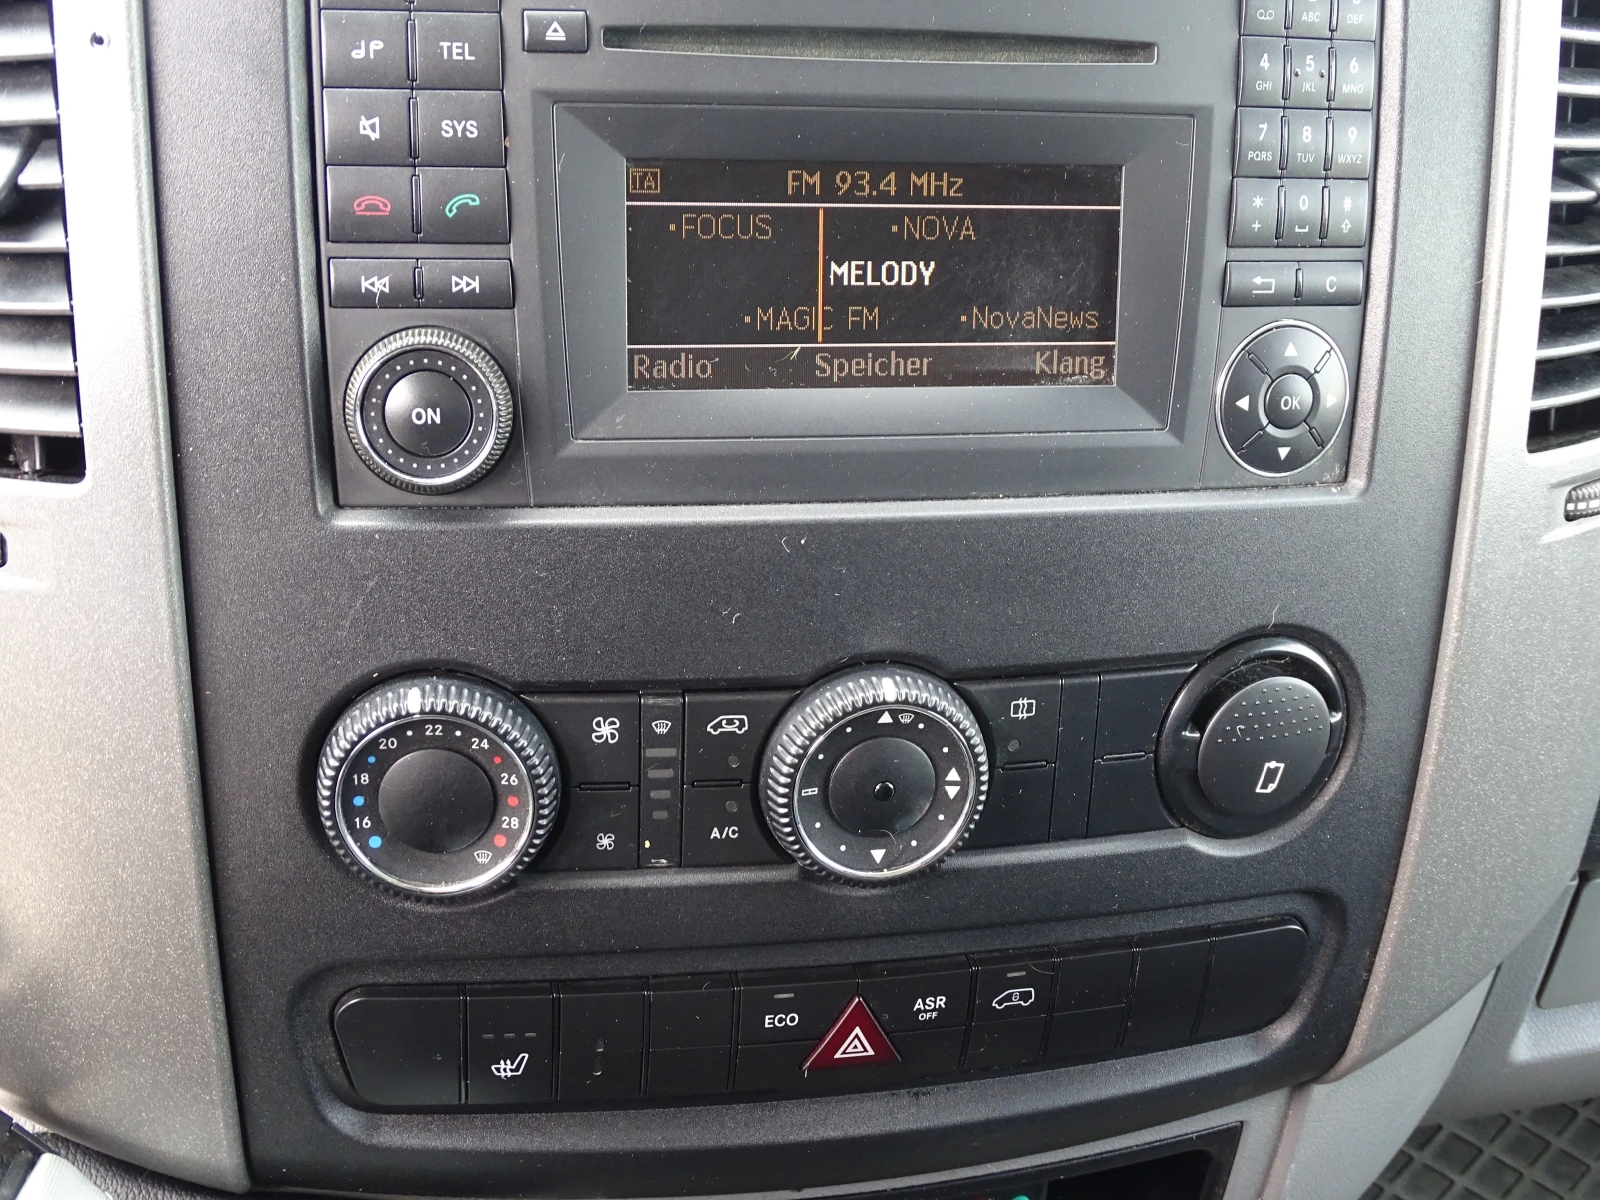 ABC DEF
TEL
4 5 6
GHI JKL MNO
SYS
7 8 9
PQRS TUV WXYZ
* 0 #
+
C
TA FM 93.4 MHz
FOCUS NOVA
MELODY
MAGIC FM NovaNews
Radio Speicher Klang
ON
OK
16 18 20 22 24 26 28
A/C
ECO
ASR
OFF